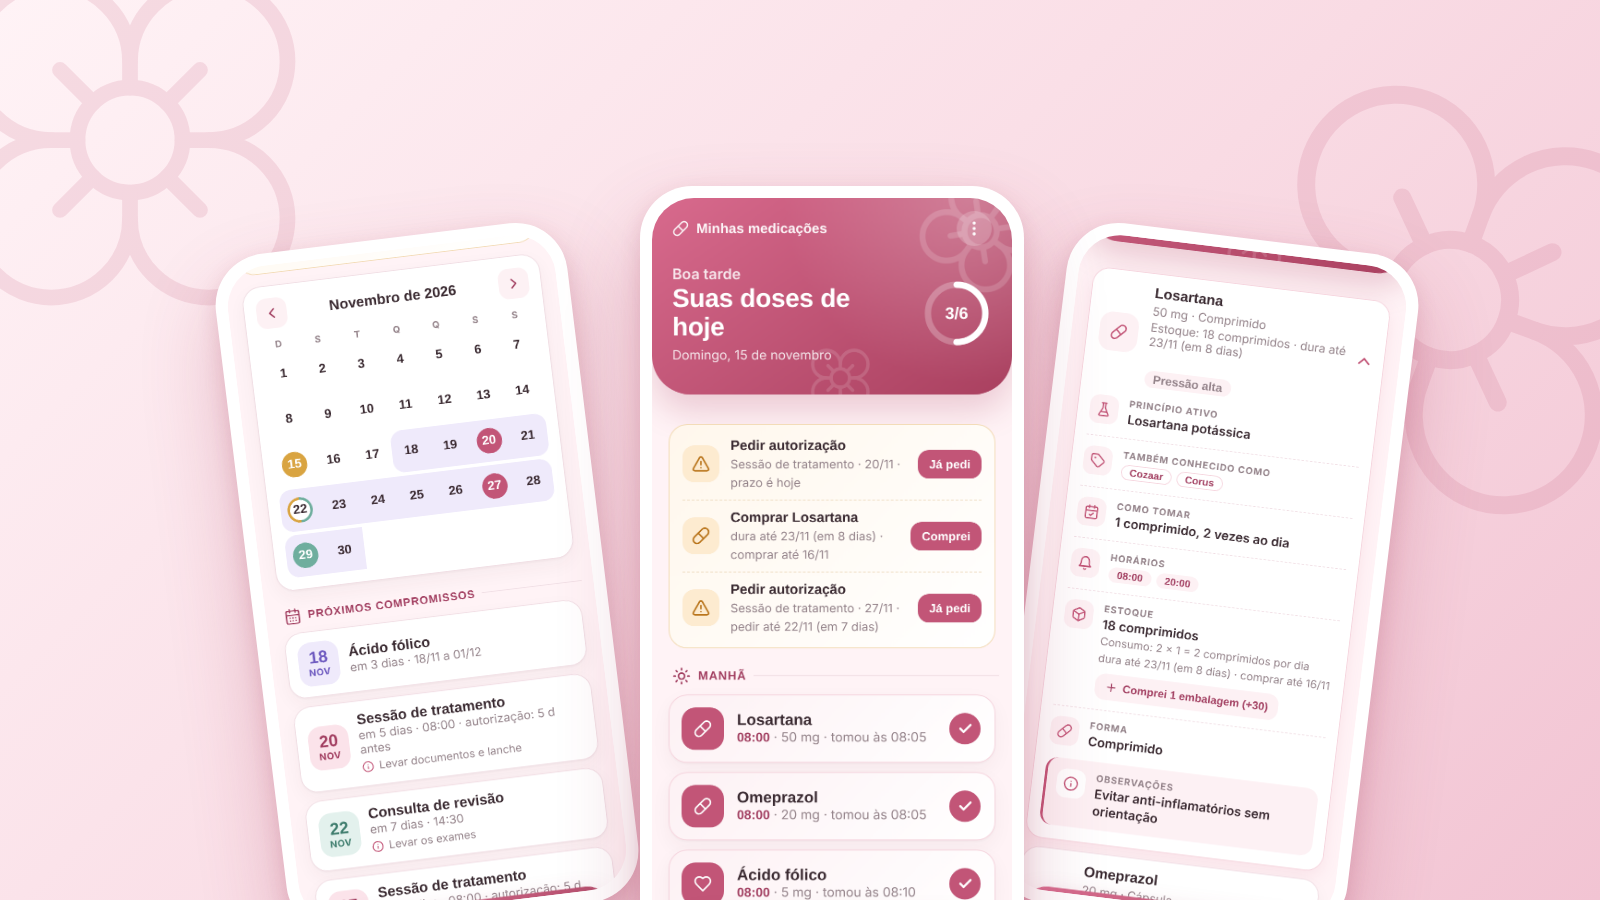 Novembro de 2026
D S T Q Q S S
1 2 3 4 5 6 7
8 9 10 11 12 13 14
15 16 17 18 19 20 21
22 23 24 25 26 27 28
29 30
PRÓXIMOS COMPROMISSOS
18 NOV
Ácido fólico
em 3 dias · 18/11 a 01/12
20 NOV
Sessão de tratamento
em 5 dias · 08:00 · autorização: 5 d
antes
Levar documentos e lanche
22 NOV
Consulta de revisão
em 7 dias · 14:30
Levar os exames
Sessão de tratamento
08:00 · autorização: 5 d
Minhas medicações
Boa tarde
Suas doses de
hoje
Domingo, 15 de novembro
3/6
Pedir autorização
Sessão de tratamento · 20/11 ·
prazo é hoje
Já pedi
Comprar Losartana
dura até 23/11 (em 8 dias) ·
comprar até 16/11
Comprei
Pedir autorização
Sessão de tratamento · 27/11 ·
pedir até 22/11 (em 7 dias)
Já pedi
MANHÃ
Losartana
08:00 · 50 mg · tomou às 08:05
Omeprazol
08:00 · 20 mg · tomou às 08:05
Ácido fólico
08:00 · 5 mg · tomou às 08:10
Losartana
50 mg · Comprimido
Estoque: 18 comprimidos · dura até
23/11 (em 8 dias)
Pressão alta
PRINCÍPIO ATIVO
Losartana potássica
TAMBÉM CONHECIDO COMO
Cozaar Corus
COMO TOMAR
1 comprimido, 2 vezes ao dia
HORÁRIOS
08:00 20:00
ESTOQUE
18 comprimidos
Consumo: 2 × 1 = 2 comprimidos por dia
dura até 23/11 (em 8 dias) · comprar até 16/11
+ Comprei 1 embalagem (+30)
FORMA
Comprimido
OBSERVAÇÕES
Evitar anti-inflamatórios sem
orientação
Omeprazol
20 mg · Cápsula